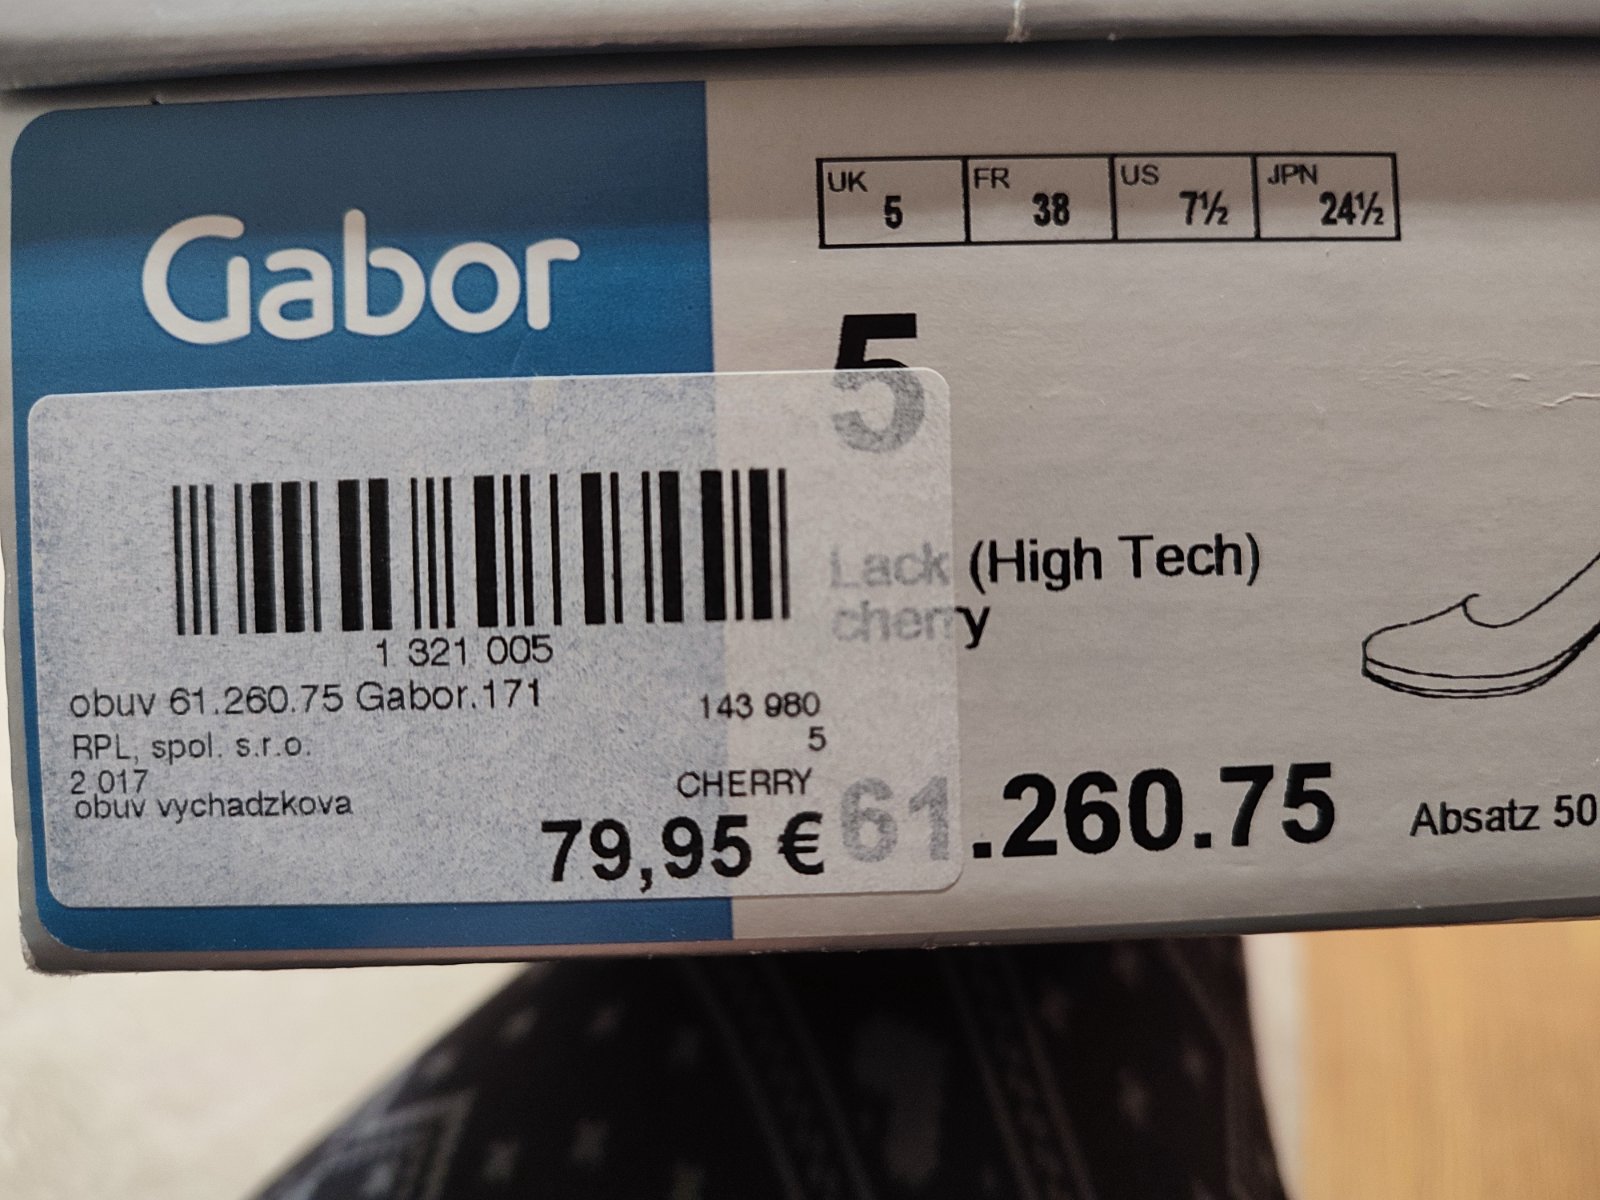 Gabor
UK 5 FR 38 US 7½ JPN 24½
5
Lack (High Tech)
cherry
61.260.75 Absatz 50
1 321 005
obuv 61.260.75 Gabor.171 143 980
RPL, spol. s.r.o. 5
2 017 CHERRY
obuv vychadzkova
79,95 €